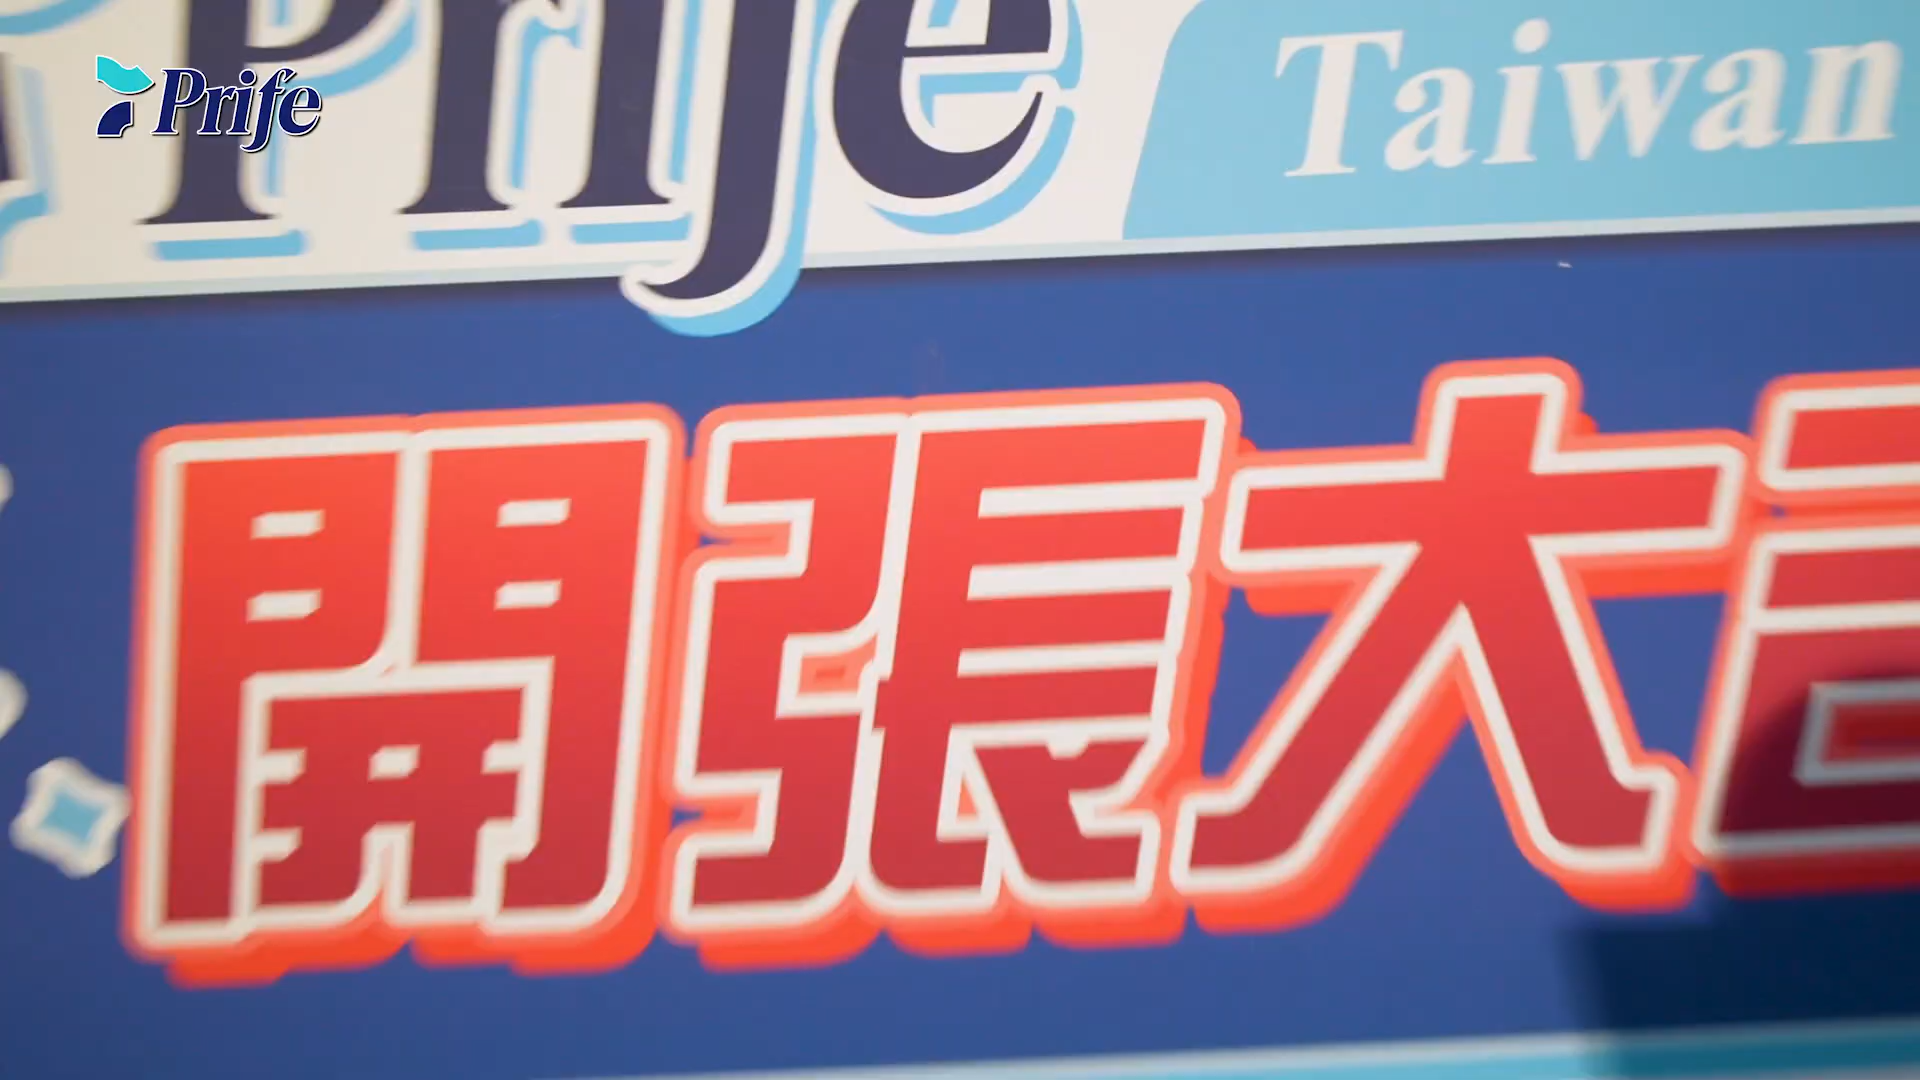 Prife
Prife Taiwan
開張大